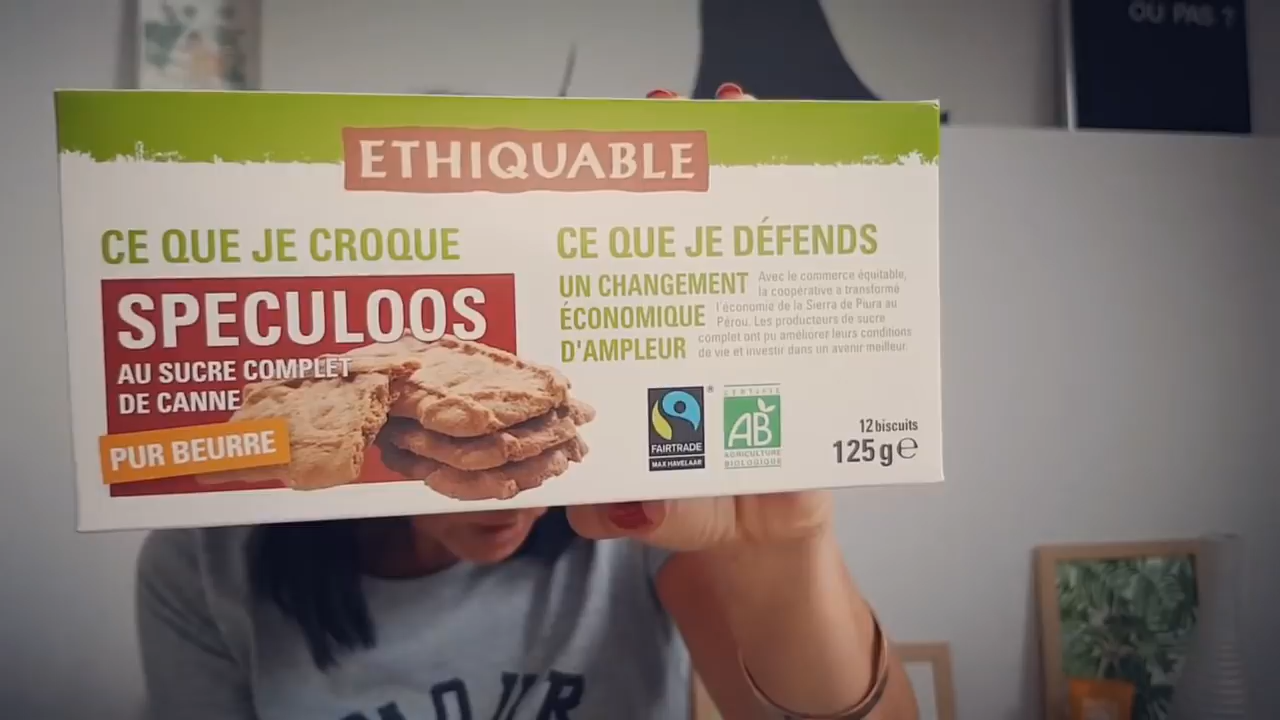 OU PAS ?
ETHIQUABLE
CE QUE JE CROQUE
SPECULOOS
AU SUCRE COMPLET
DE CANNE
PUR BEURRE
CE QUE JE DÉFENDS
UN CHANGEMENT
ÉCONOMIQUE
D'AMPLEUR
Avec le commerce équitable,
la coopérative a transformé
l'économie de la Sierra de Piura au
Pérou. Les producteurs de sucre
complet ont pu améliorer leurs conditions
de vie et investir dans un avenir meilleur.
FAIRTRADE
MAX HAVELAAR
®
CERTIFIÉ
AB
AGRICULTURE
BIOLOGIQUE
12 biscuits
125 g e